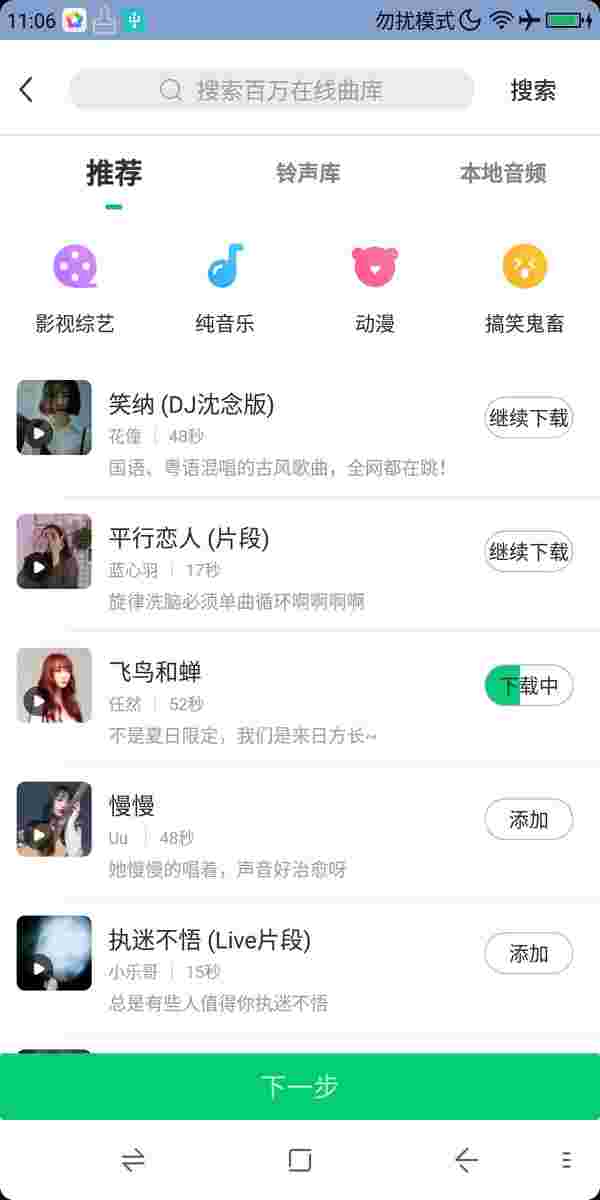 11:06 勿扰模式
搜索百万在线曲库 搜索
推荐 铃声库 本地音频
影视综艺 纯音乐 动漫 搞笑鬼畜
笑纳 (DJ沈念版)
花僮 | 48秒
继续下载
国语、粤语混唱的古风歌曲，全网都在跳！
平行恋人 (片段)
蓝心羽 | 17秒
继续下载
旋律洗脑必须单曲循环啊啊啊啊
飞鸟和蝉
任然 | 52秒
下载中
不是夏日限定，我们是来日方长~
慢慢
Uu | 48秒
添加
她慢慢的唱着，声音好治愈呀
执迷不悟 (Live片段)
小乐哥 | 15秒
添加
总是有些人值得你执迷不悟
下一步